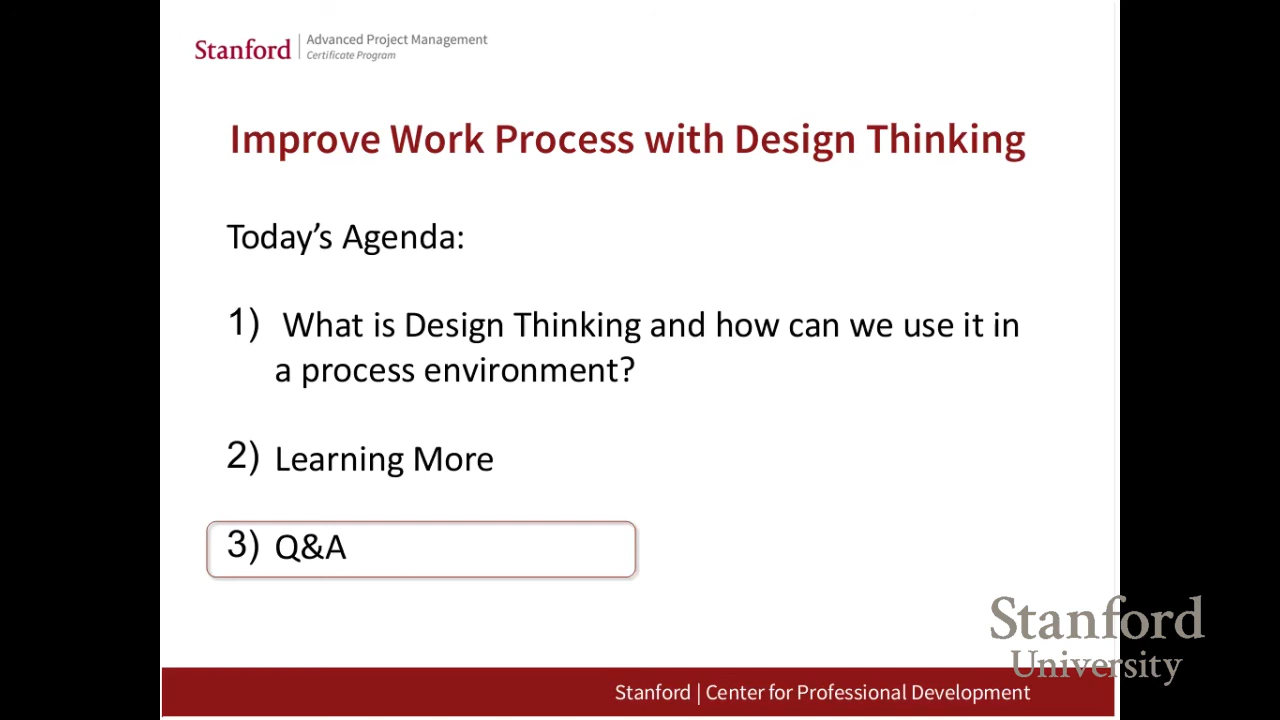 Stanford
Advanced Project Management
Certificate Program
Improve Work Process with Design Thinking
Today’s Agenda:
1) What is Design Thinking and how can we use it in
a process environment?
2) Learning More
3) Q&A
Stanford
University
Stanford | Center for Professional Development